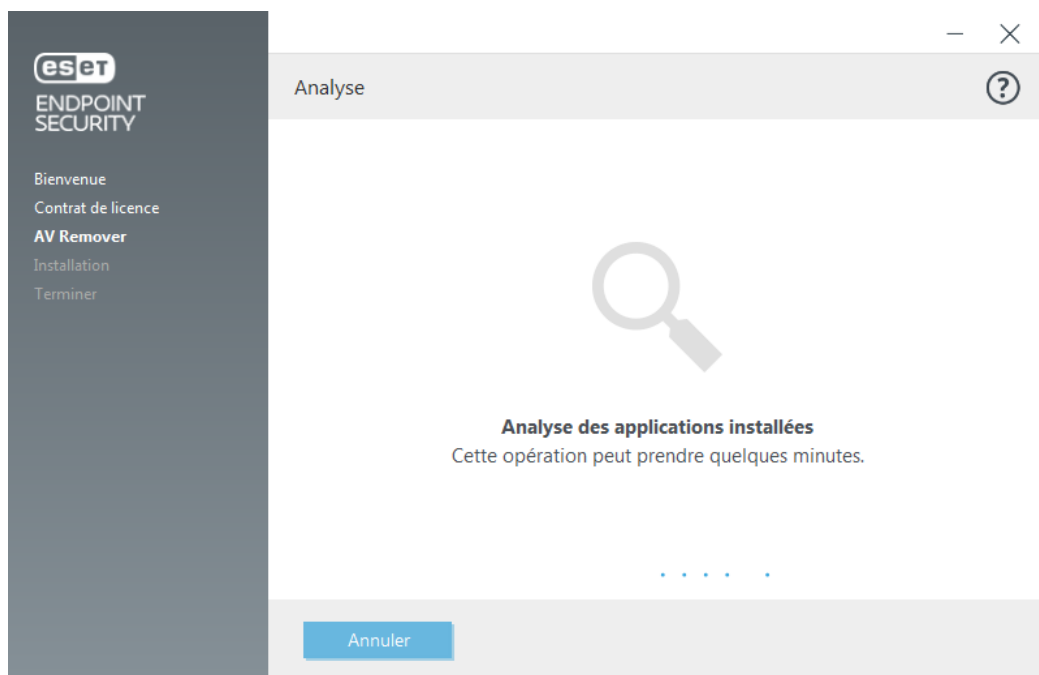 eset
ENDPOINT
SECURITY
Bienvenue
Contrat de licence
AV Remover
Installation
Terminer
Analyse
?
Analyse des applications installées
Cette opération peut prendre quelques minutes.
Annuler